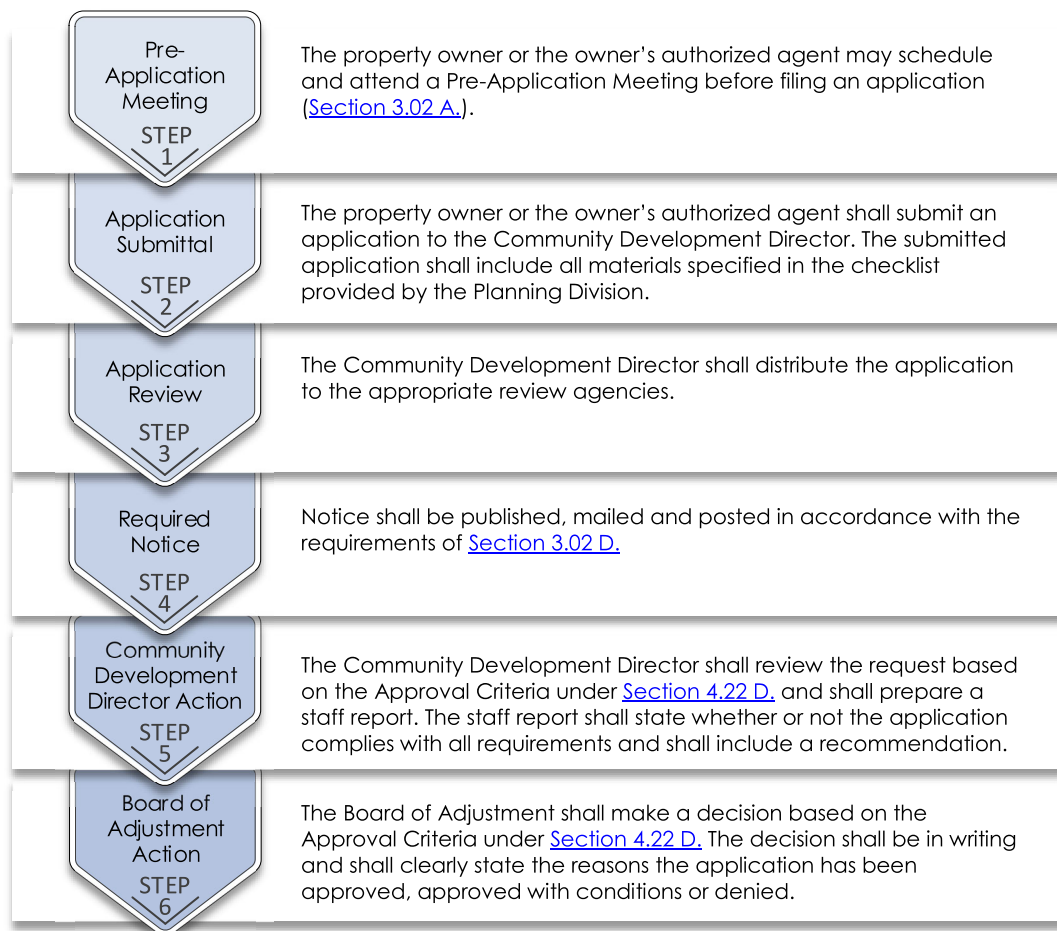 Pre-
Application
Meeting
STEP
1
The property owner or the owner’s authorized agent may schedule
and attend a Pre-Application Meeting before filing an application
(Section 3.02 A.).
Application
Submittal
STEP
2
The property owner or the owner’s authorized agent shall submit an
application to the Community Development Director. The submitted
application shall include all materials specified in the checklist
provided by the Planning Division.
Application
Review
STEP
3
The Community Development Director shall distribute the application
to the appropriate review agencies.
Required
Notice
STEP
4
Notice shall be published, mailed and posted in accordance with the
requirements of Section 3.02 D.
Community
Development
Director Action
STEP
5
The Community Development Director shall review the request based
on the Approval Criteria under Section 4.22 D. and shall prepare a
staff report. The staff report shall state whether or not the application
complies with all requirements and shall include a recommendation.
Board of
Adjustment
Action
STEP
6
The Board of Adjustment shall make a decision based on the
Approval Criteria under Section 4.22 D. The decision shall be in writing
and shall clearly state the reasons the application has been
approved, approved with conditions or denied.